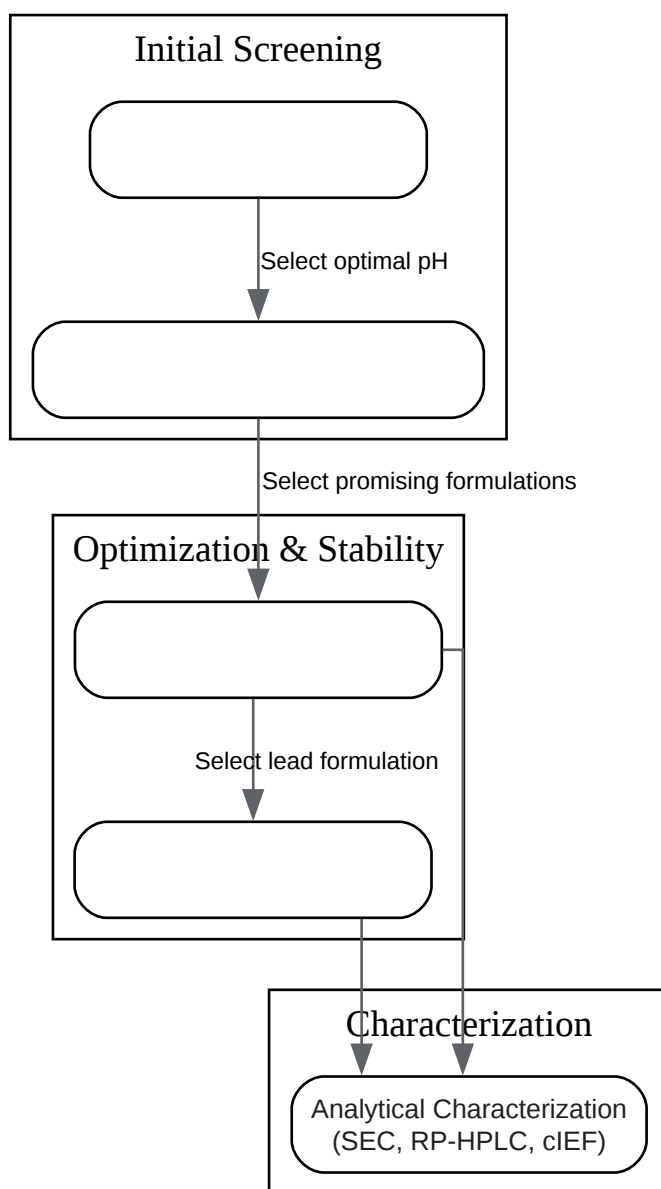 Initial Screening
Select optimal pH
Select promising formulations
Optimization & Stability
Select lead formulation
Characterization
Analytical Characterization
(SEC, RP-HPLC, cIEF)